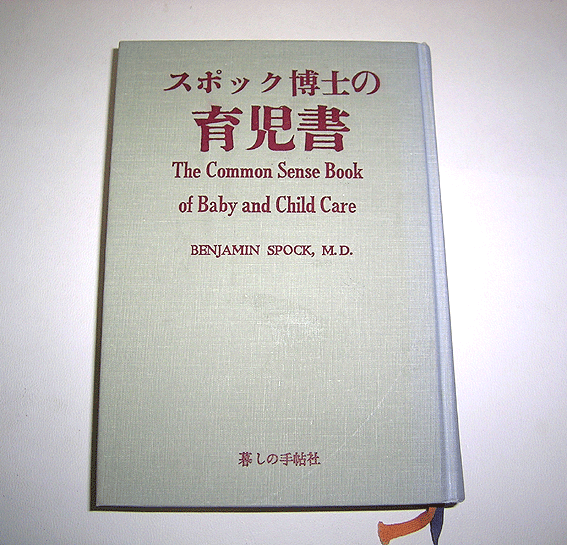 スポック博士の
育児書
The Common Sense Book
of Baby and Child Care
BENJAMIN SPOCK, M.D.
暮しの手帖社